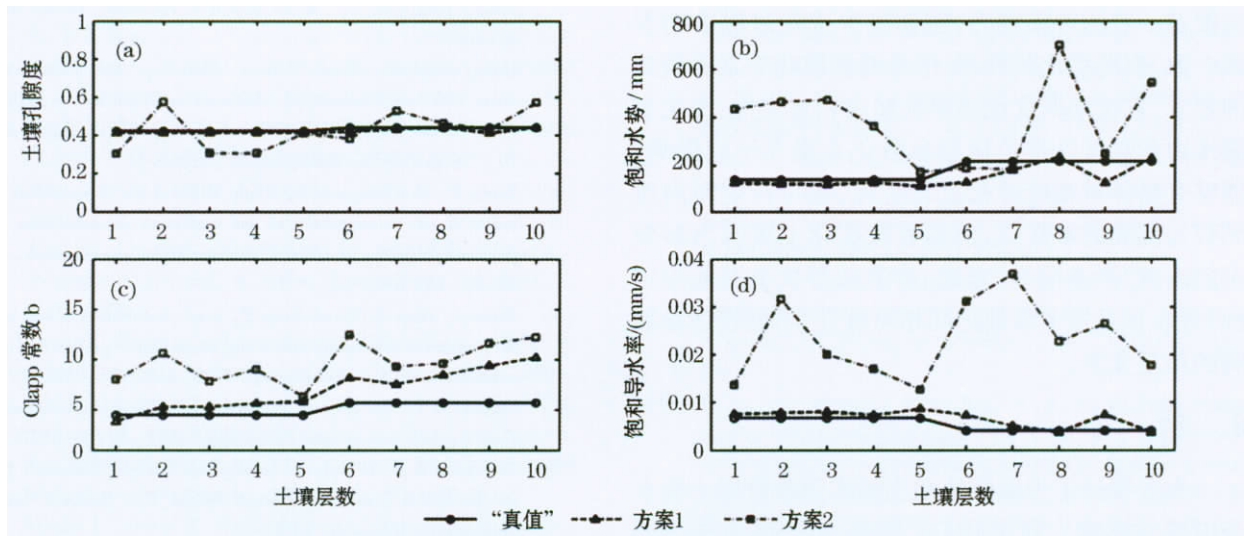 (a)
土壤孔隙度
1
0.8
0.6
0.4
0.2
0
1 2 3 4 5 6 7 8 9 10
(b)
饱和水势 / mm
800
600
400
200
0
1 2 3 4 5 6 7 8 9 10
(c)
Clapp 常数 b
20
15
10
5
0
1 2 3 4 5 6 7 8 9 10
土壤层数
(d)
饱和导水率/(mm/s)
0.04
0.03
0.02
0.01
0
1 2 3 4 5 6 7 8 9 10
土壤层数
“真值” 方案1 方案2